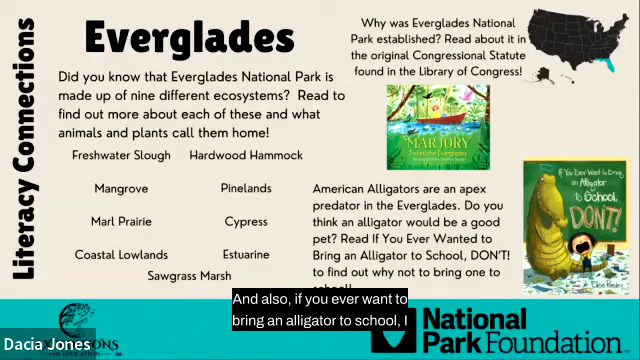 Literacy Connections
Everglades
Did you know that Everglades National Park is
made up of nine different ecosystems? Read to
find out more about each of these and what
animals and plants call them home!
Freshwater Slough
Hardwood Hammock
Mangrove
Pinelands
Marl Prairie
Cypress
Coastal Lowlands
Estuarine
Sawgrass Marsh
Why was Everglades National
Park established? Read about it in
the original Congressional Statute
found in the Library of Congress!
MARJORY
Saves the Everglades
American Alligators are an apex
predator in the Everglades. Do you
think an alligator would be a good
pet? Read If You Ever Wanted to
Bring an Alligator to School, DON'T!
to find out why not to bring one to
If You Ever Want to Bring
an Alligator
to School,
DON'T!
And also, if you ever want to
bring an alligator to school, I
Dacia Jones
IN EDUCATION
National
Park Foundation